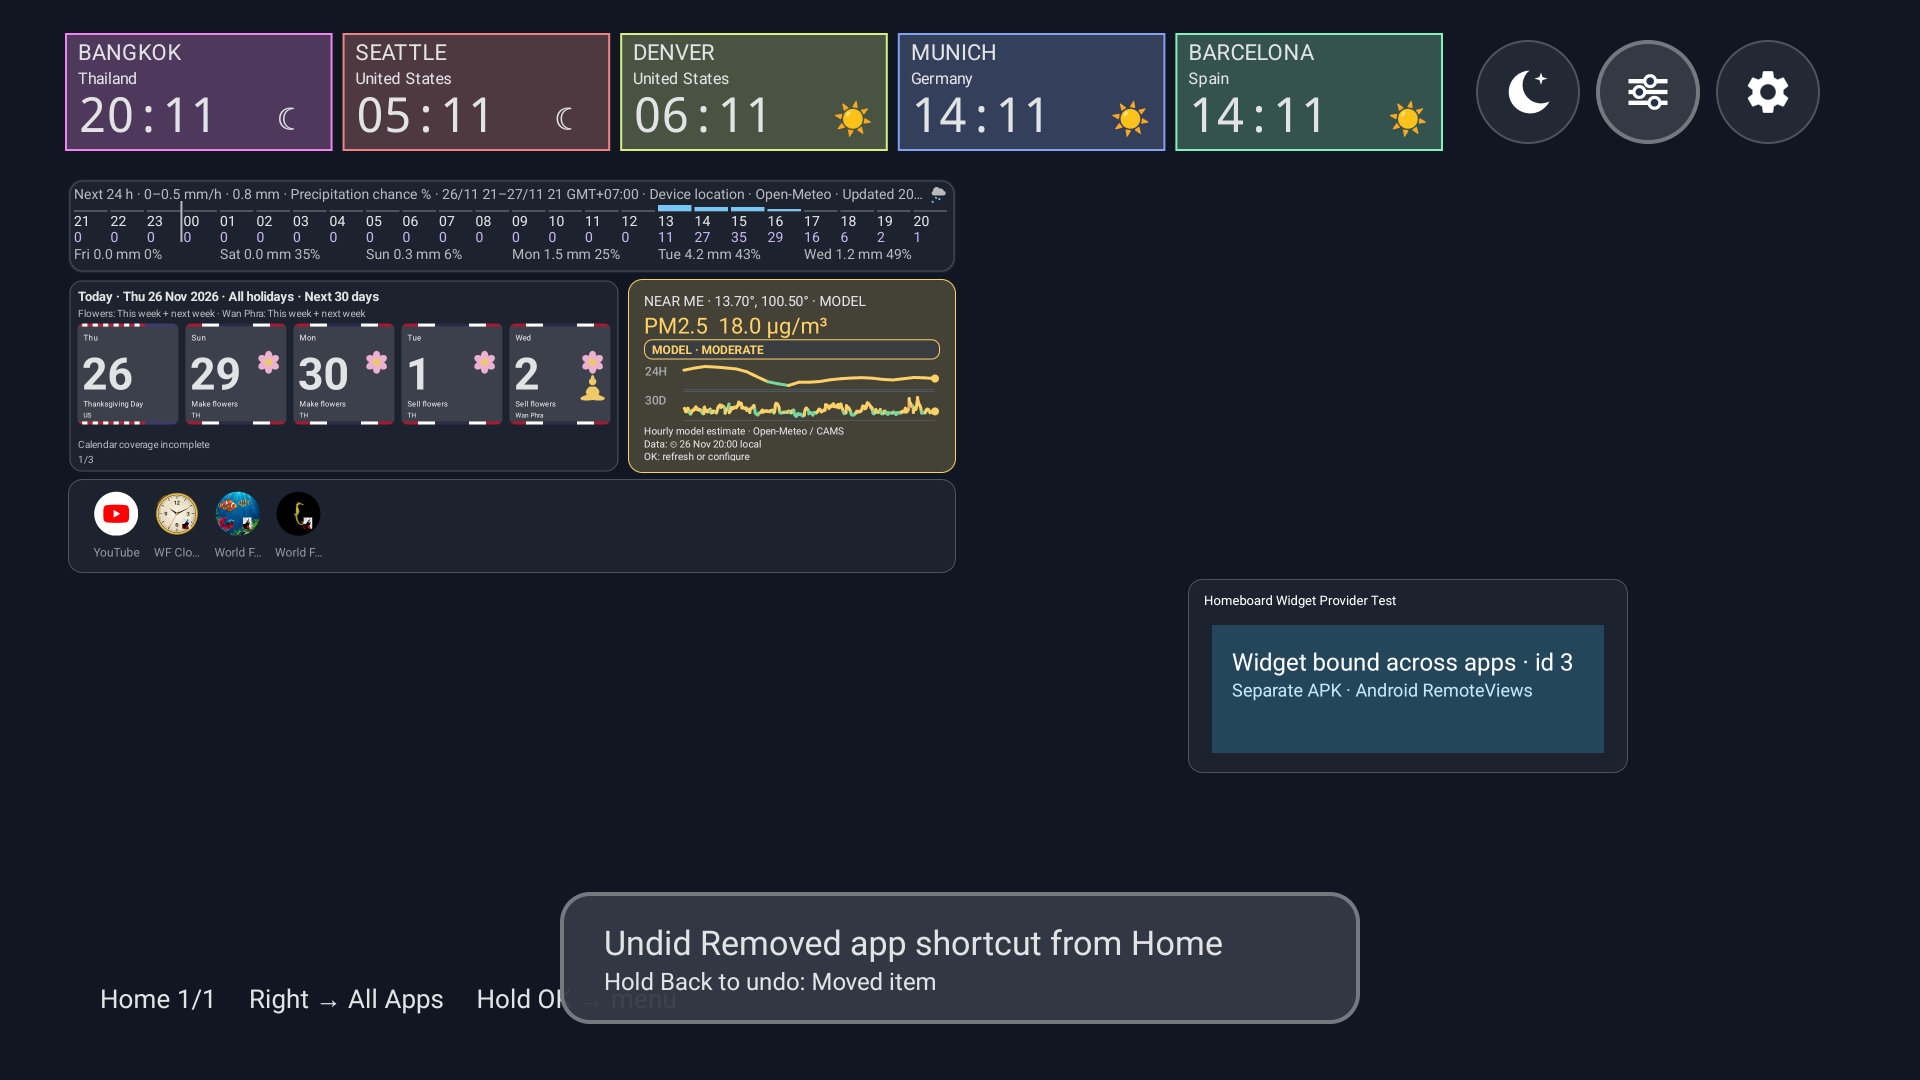 BANGKOK
Thailand
20:11
SEATTLE
United States
05:11
DENVER
United States
06:11
MUNICH
Germany
14:11
BARCELONA
Spain
14:11
Next 24 h · 0–0.5 mm/h · 0.8 mm · Precipitation chance % · 26/11 21–27/11 21 GMT+07:00 · Device location · Open-Meteo · Updated 20…
21 22 23 00 01 02 03 04 05 06 07 08 09 10 11 12 13 14 15 16 17 18 19 20
0 0 0 0 0 0 0 0 0 0 0 0 0 0 0 0 11 27 35 29 16 6 2 1
Fri 0.0 mm 0% Sat 0.0 mm 35% Sun 0.3 mm 6% Mon 1.5 mm 25% Tue 4.2 mm 43% Wed 1.2 mm 49%
Today · Thu 26 Nov 2026 · All holidays · Next 30 days
Flowers: This week + next week · Wan Phra: This week + next week
Thu
26
Thanksgiving Day
US
Sun
29
Make flowers
TH
Mon
30
Make flowers
TH
Tue
1
Sell flowers
TH
Wed
2
Sell flowers
Wan Phra
Calendar coverage incomplete
1/3
NEAR ME · 13.70°, 100.50° · MODEL
PM2.5 18.0 µg/m³
MODEL · MODERATE
24H
30D
Hourly model estimate · Open-Meteo / CAMS
Data: ⏲ 26 Nov 20:00 local
OK: refresh or configure
YouTube
WF Clo…
World F…
World F…
Homeboard Widget Provider Test
Widget bound across apps · id 3
Separate APK · Android RemoteViews
Undid Removed app shortcut from Home
Hold Back to undo: Moved item
Home 1/1 Right → All Apps Hold OK → menu